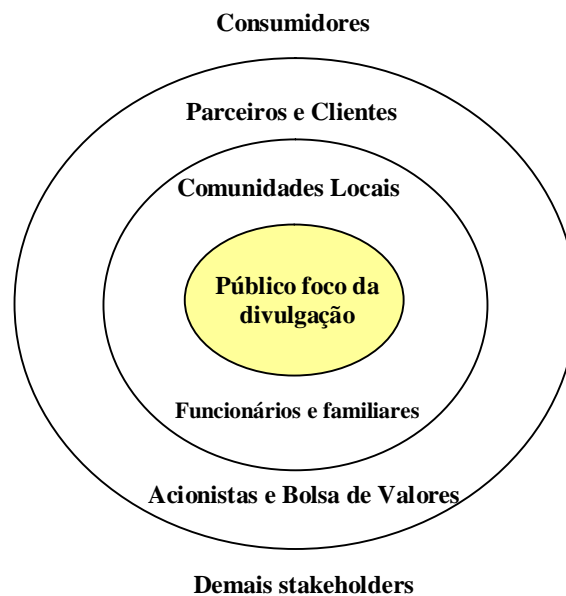 Consumidores
Parceiros e Clientes
Comunidades Locais
Público foco da
divulgação
Funcionários e familiares
Acionistas e Bolsa de Valores
Demais stakeholders